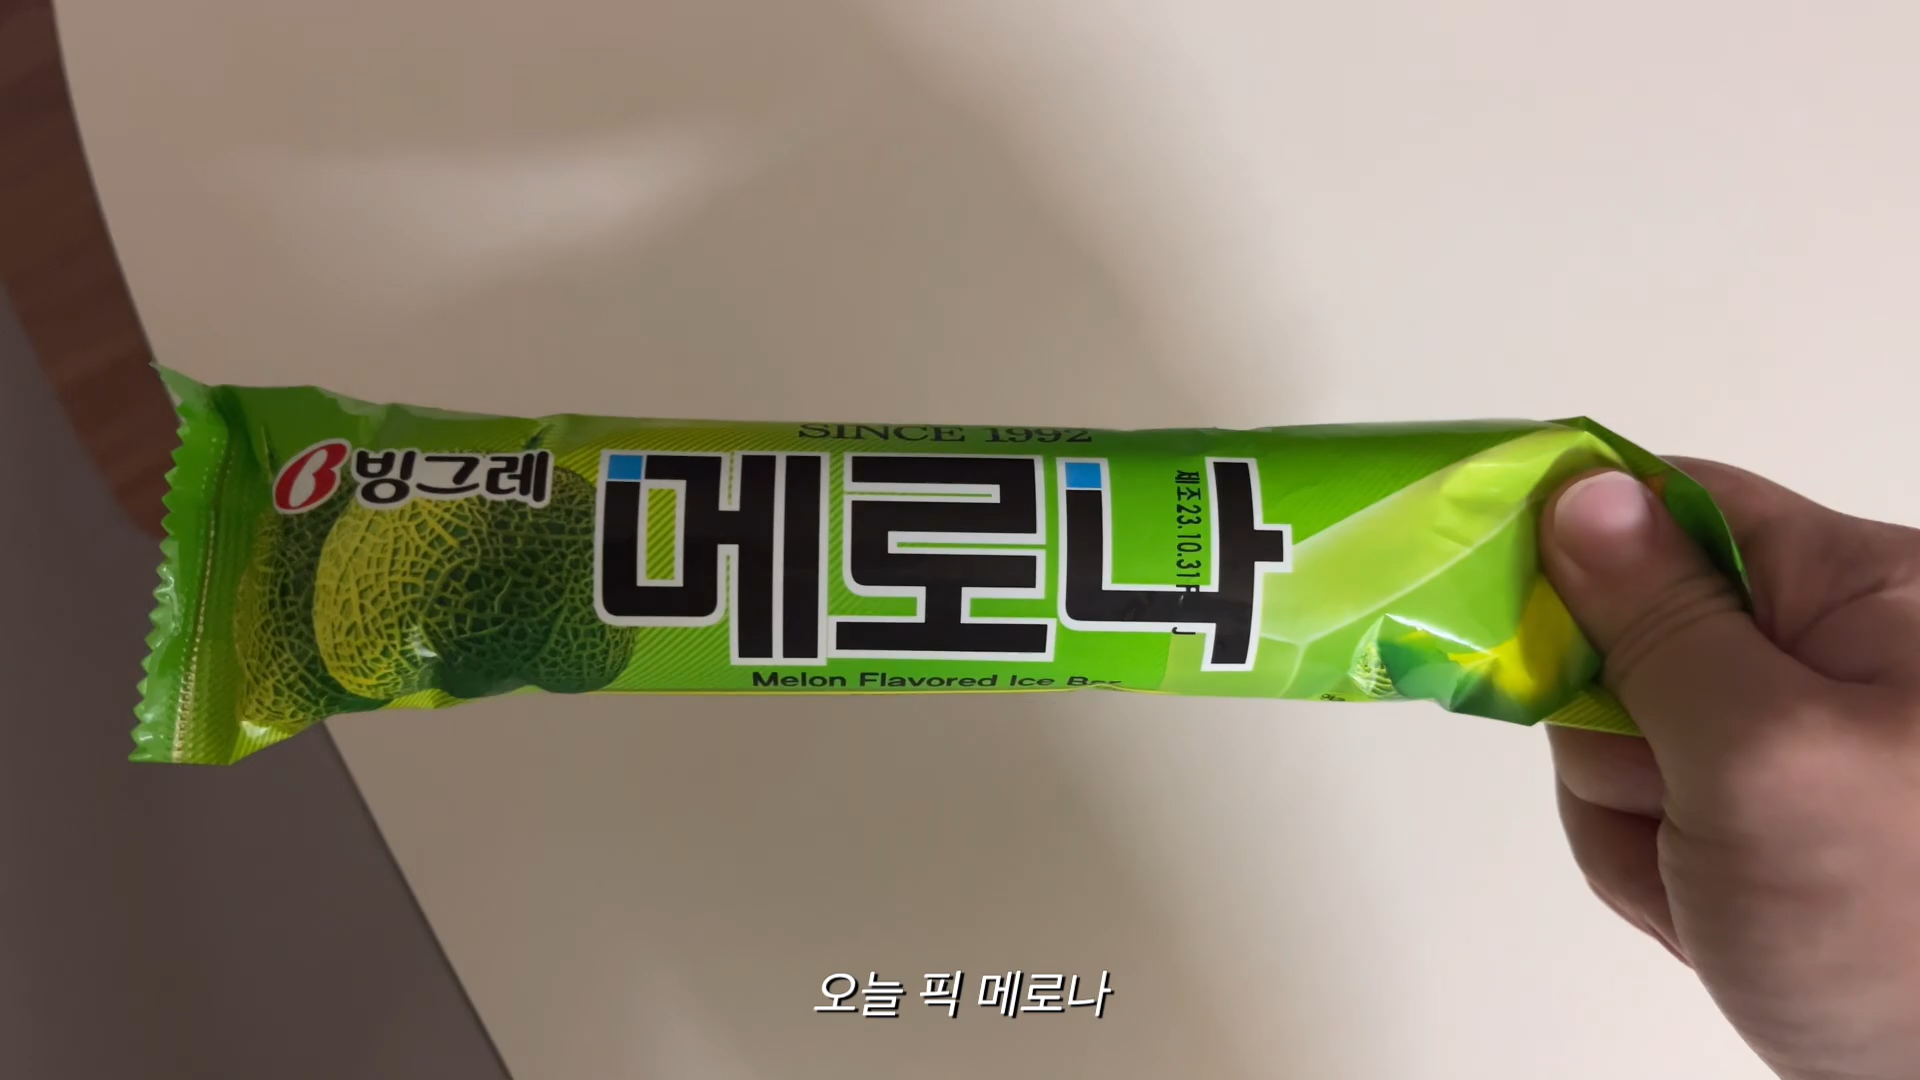 SINCE 1992
빙그레
메로나
제조23.10.31 F
Melon Flavored Ice Bar
오늘 픽 메로나